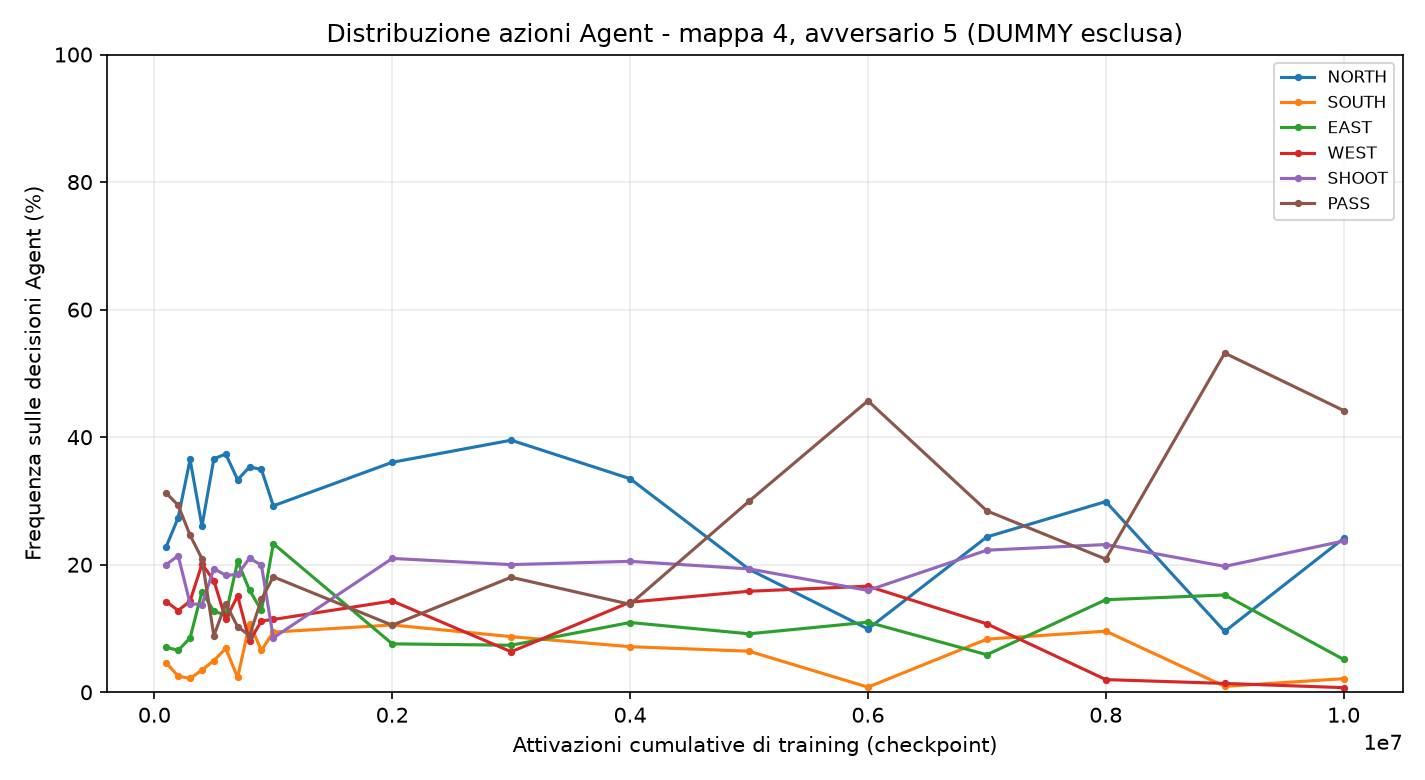 Distribuzione azioni Agent - mappa 4, avversario 5 (DUMMY esclusa)
Frequenza sulle decisioni Agent (%)
100
80
60
40
20
0
NORTH
SOUTH
EAST
WEST
SHOOT
PASS
0.0 0.2 0.4 0.6 0.8 1.0
1e7
Attivazioni cumulative di training (checkpoint)